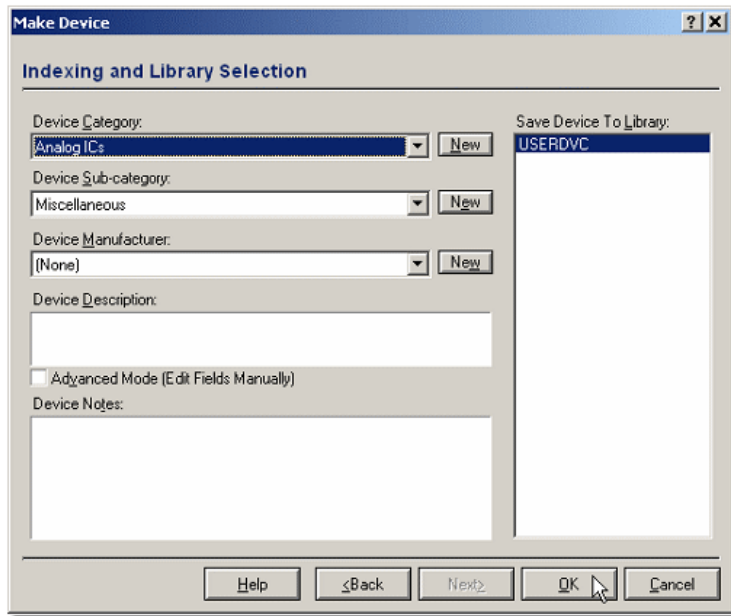 Make Device
Indexing and Library Selection
Device Category:
Analog ICs
New
Device Sub-category:
Miscellaneous
New
Device Manufacturer:
(None)
New
Device Description:
Advanced Mode (Edit Fields Manually)
Device Notes:
Save Device To Library:
USERDVC
Help
<Back
Next>
OK
Cancel